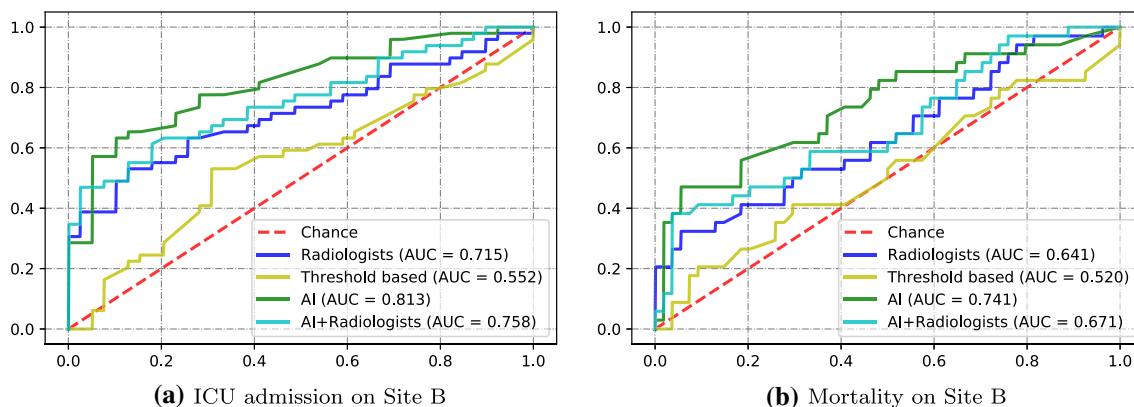 1.0
0.8
0.6
0.4
0.2
0.0
Chance
Radiologists (AUC = 0.715)
Threshold based (AUC = 0.552)
AI (AUC = 0.813)
AI+Radiologists (AUC = 0.758)
0.0 0.2 0.4 0.6 0.8 1.0
(a) ICU admission on Site B
1.0
0.8
0.6
0.4
0.2
0.0
Chance
Radiologists (AUC = 0.641)
Threshold based (AUC = 0.520)
AI (AUC = 0.741)
AI+Radiologists (AUC = 0.671)
0.0 0.2 0.4 0.6 0.8 1.0
(b) Mortality on Site B